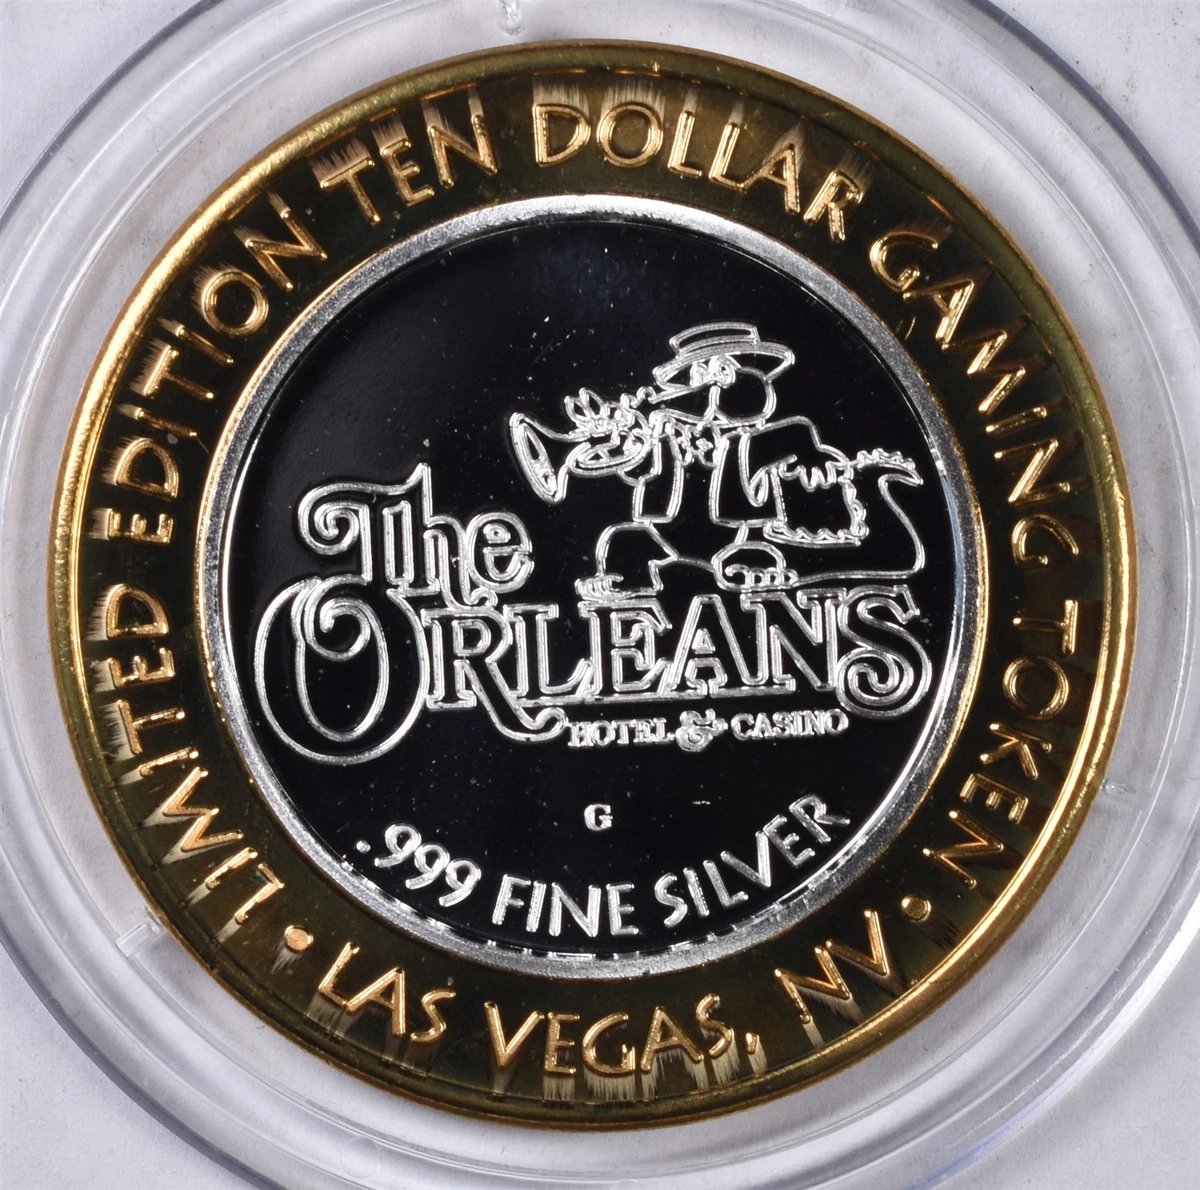 LIMITED EDITION TEN DOLLAR GAMING TOKEN
• LAS VEGAS, NV •
The
ORLEANS
HOTEL & CASINO
G
.999 FINE SILVER